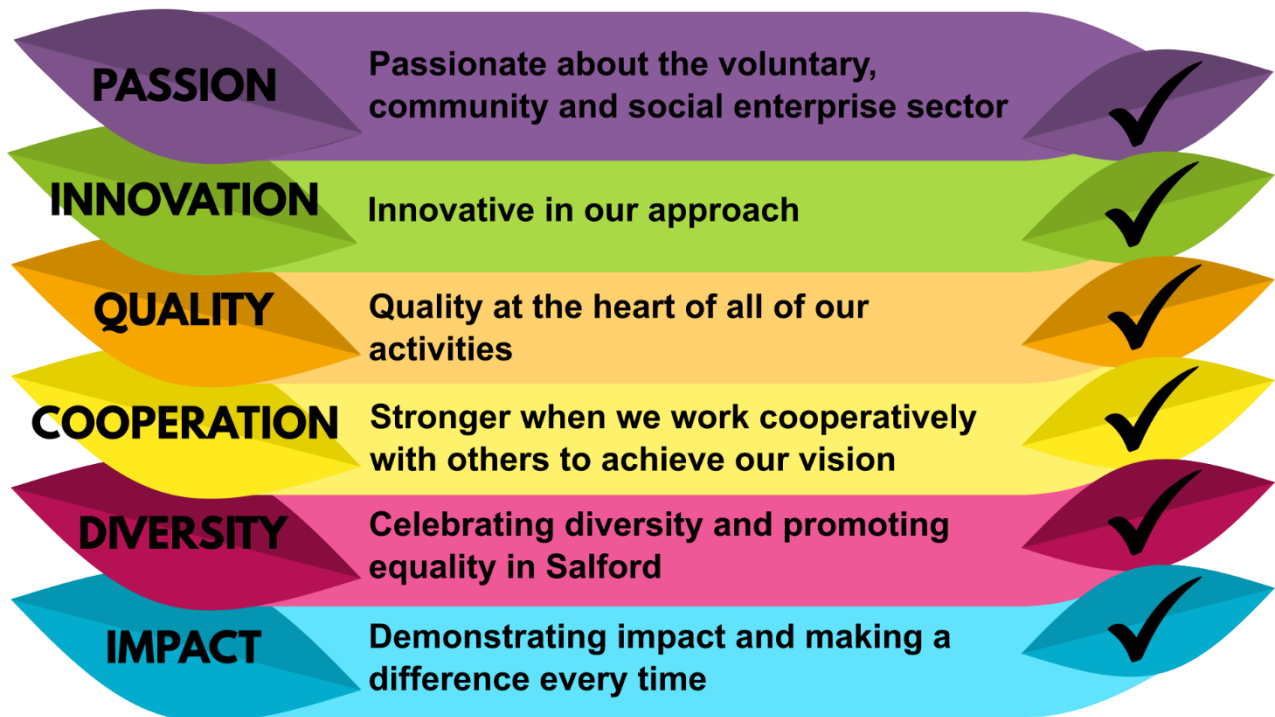 PASSION
Passionate about the voluntary,
community and social enterprise sector
INNOVATION
Innovative in our approach
QUALITY
Quality at the heart of all of our
activities
COOPERATION
Stronger when we work cooperatively
with others to achieve our vision
DIVERSITY
Celebrating diversity and promoting
equality in Salford
IMPACT
Demonstrating impact and making a
difference every time